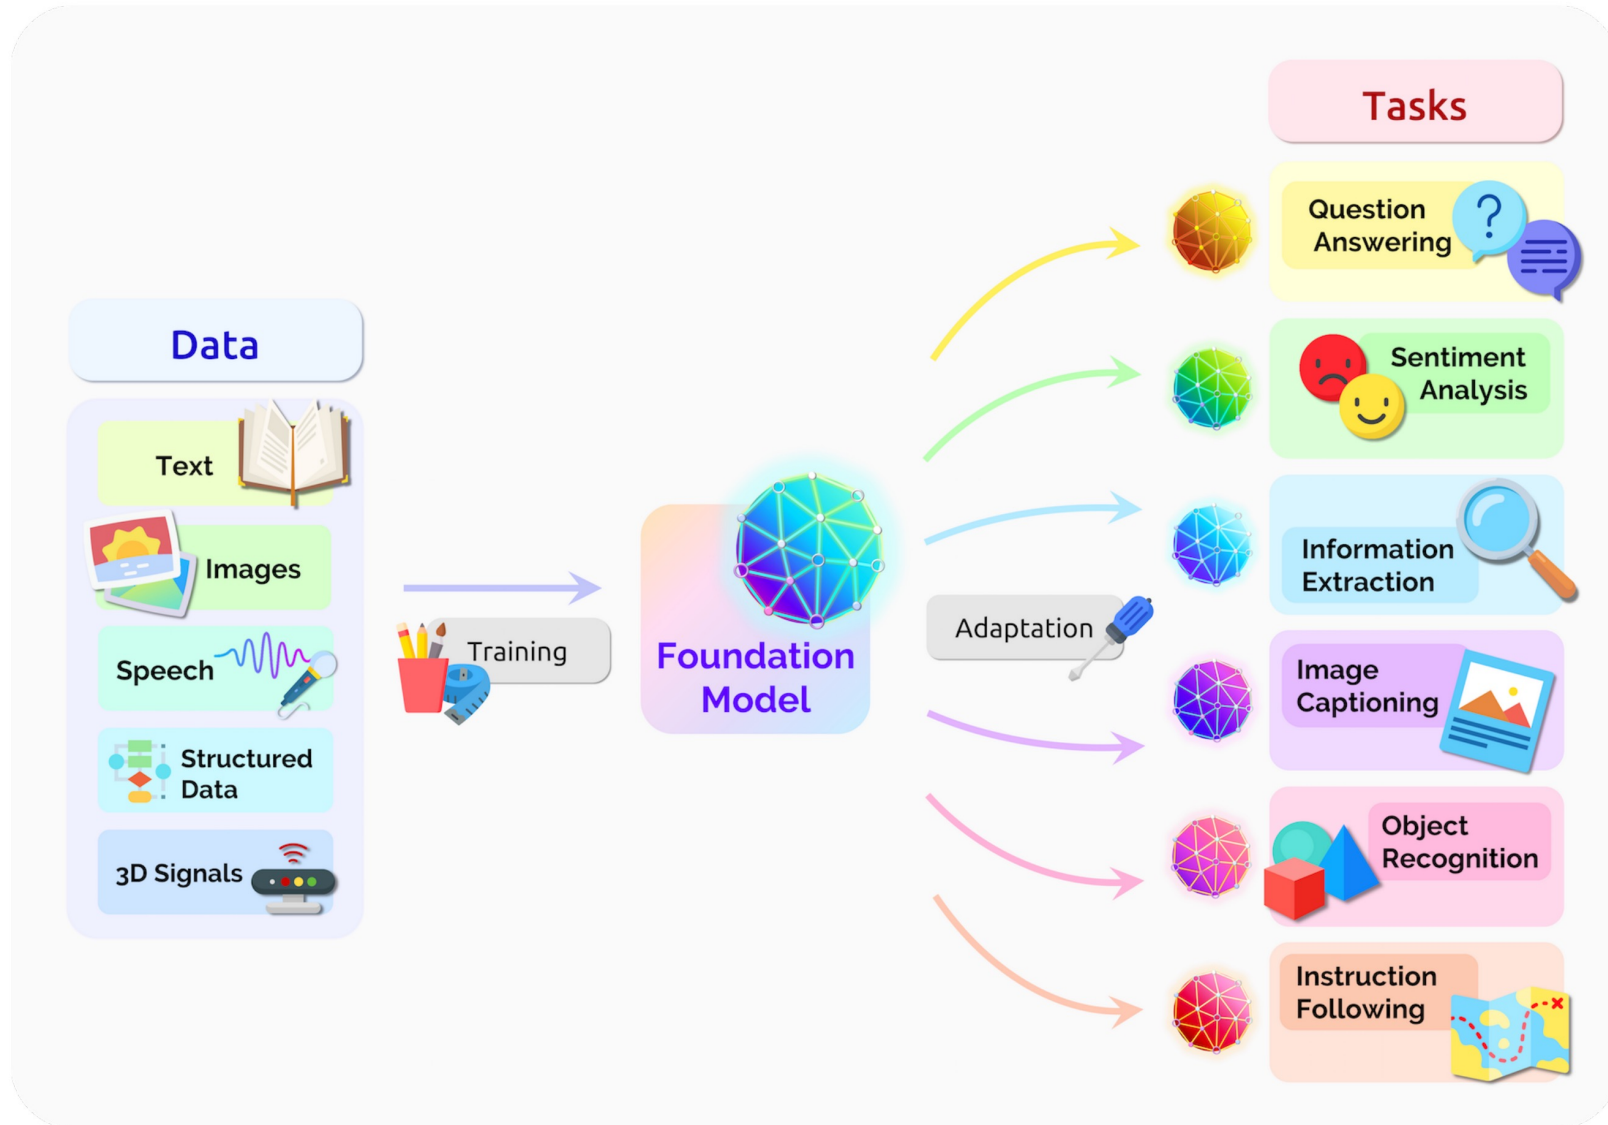 Data
Text
Images
Speech
Structured
Data
3D Signals
Training
Foundation
Model
Adaptation
Tasks
Question
Answering
Sentiment
Analysis
Information
Extraction
Image
Captioning
Object
Recognition
Instruction
Following